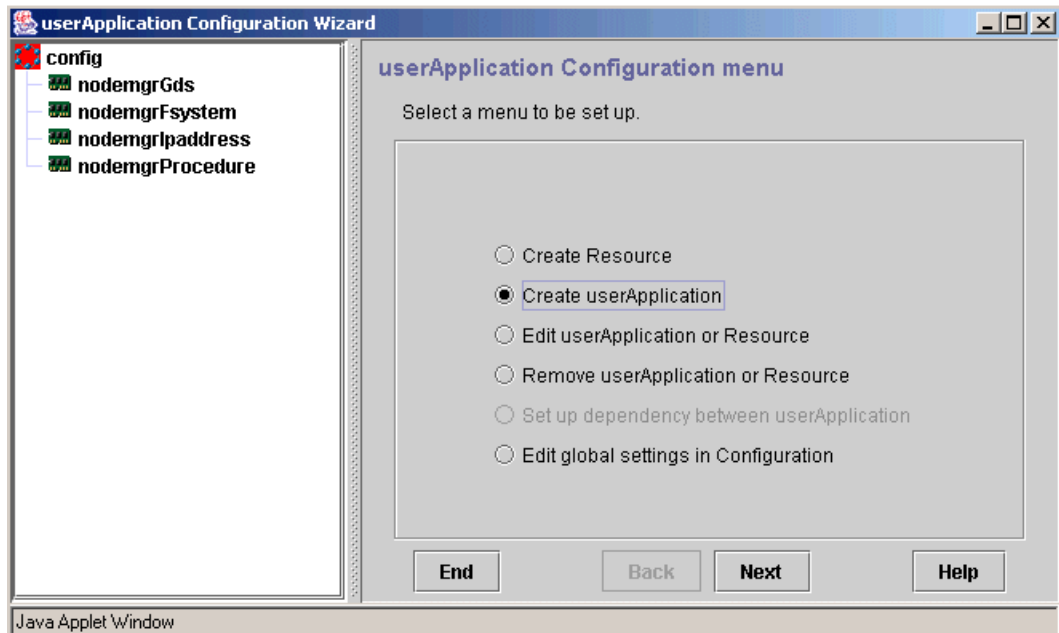 userApplication Configuration Wizard
config
nodemgrGds
nodemgrFsystem
nodemgrIpaddress
nodemgrProcedure
userApplication Configuration menu
Select a menu to be set up.
Create Resource
Create userApplication
Edit userApplication or Resource
Remove userApplication or Resource
Set up dependency between userApplication
Edit global settings in Configuration
End
Back
Next
Help
Java Applet Window